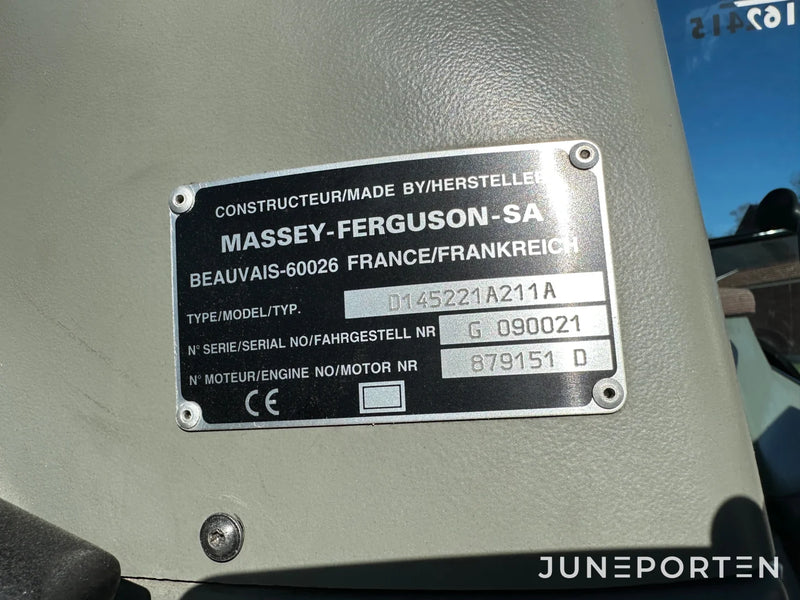 CONSTRUCTEUR/MADE BY/HERSTELLER
MASSEY-FERGUSON-SA
BEAUVAIS-60026 FRANCE/FRANKREICH
TYPE/MODEL/TYP. D145221A211A
N° SERIE/SERIAL NO/FAHRGESTELL NR G 090021
N° MOTEUR/ENGINE NO/MOTOR NR 879151 D
CE
JUNEPORTEN